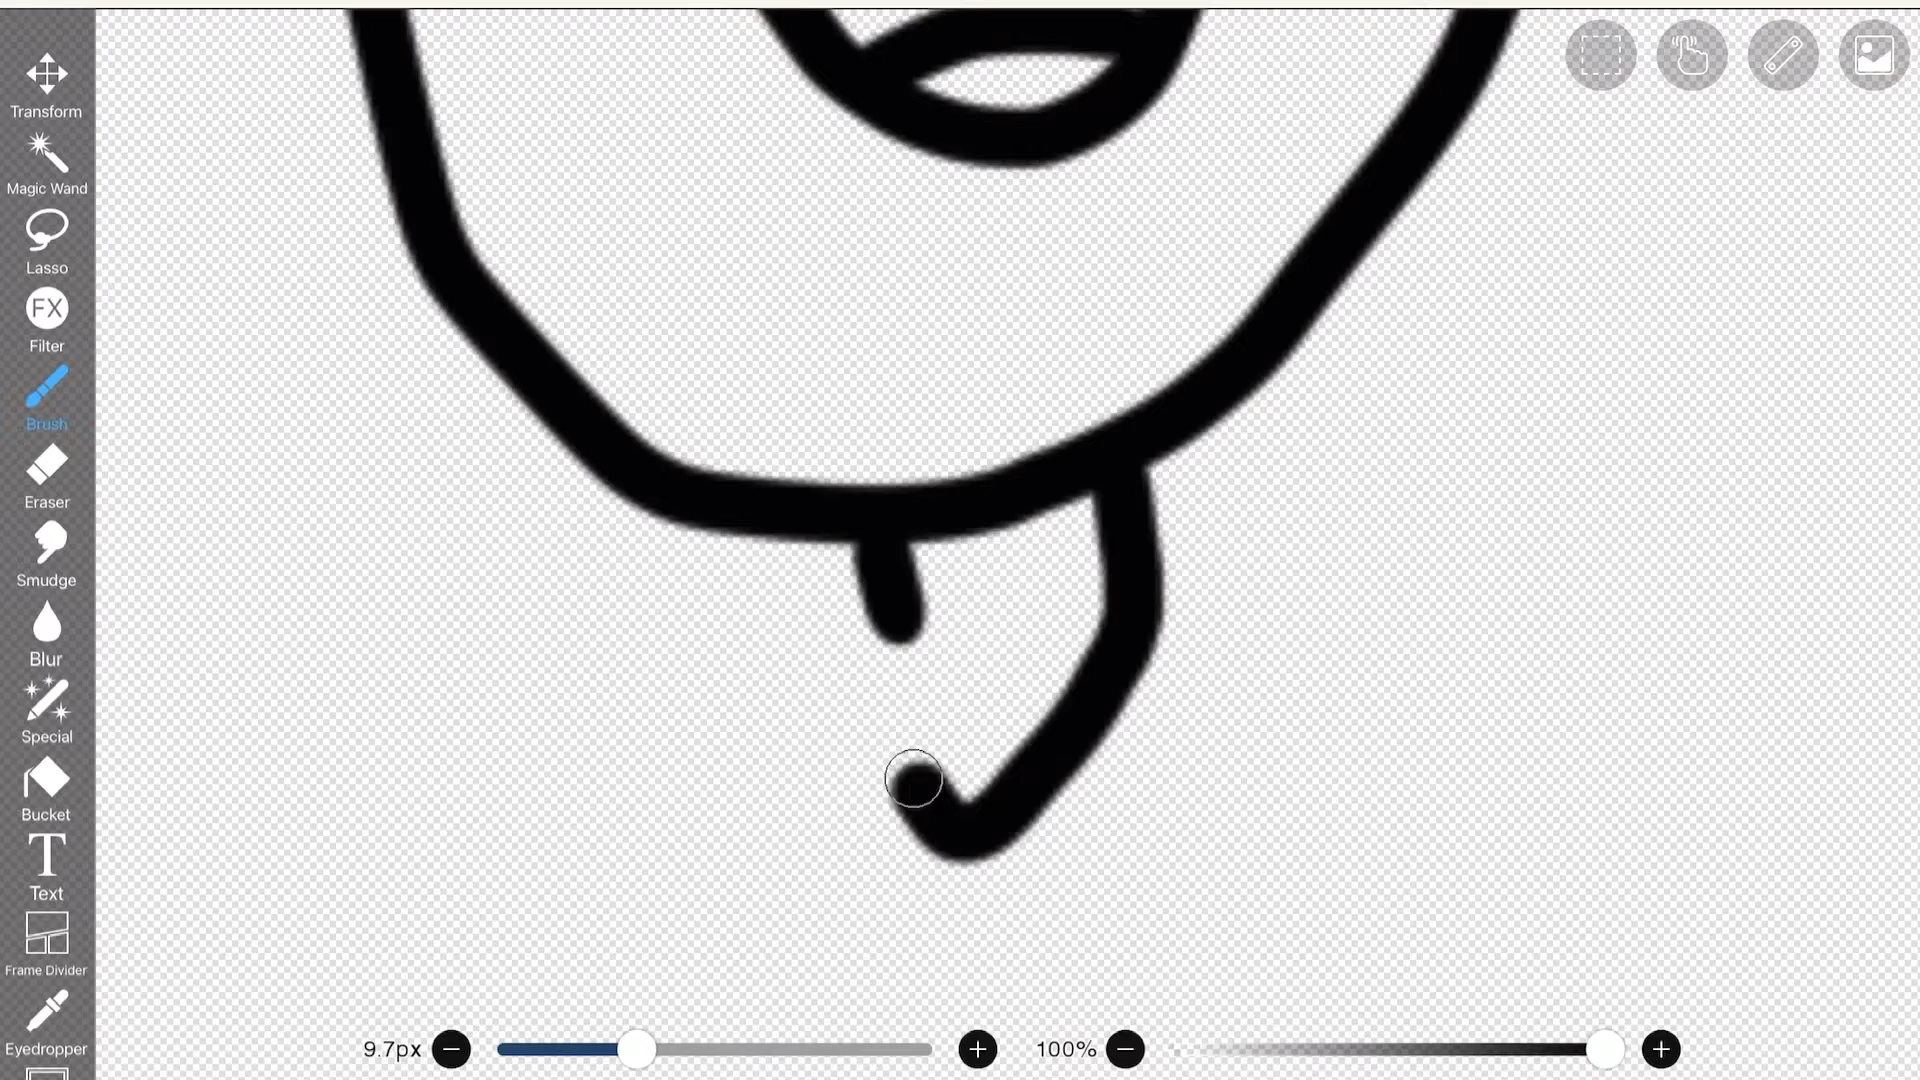 Transform
Magic Wand
Lasso
FX
Filter
Brush
Eraser
Smudge
Blur
Special
Bucket
T
Text
Frame Divider
Eyedropper
9.7px
100%